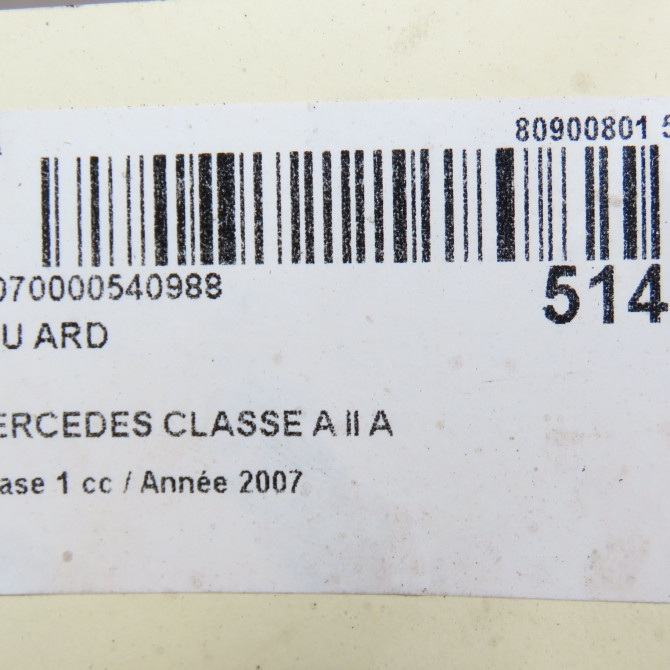 80900801 5
070000540988
514
U ARD
ERCEDES CLASSE A II A
ase 1 cc / Année 2007